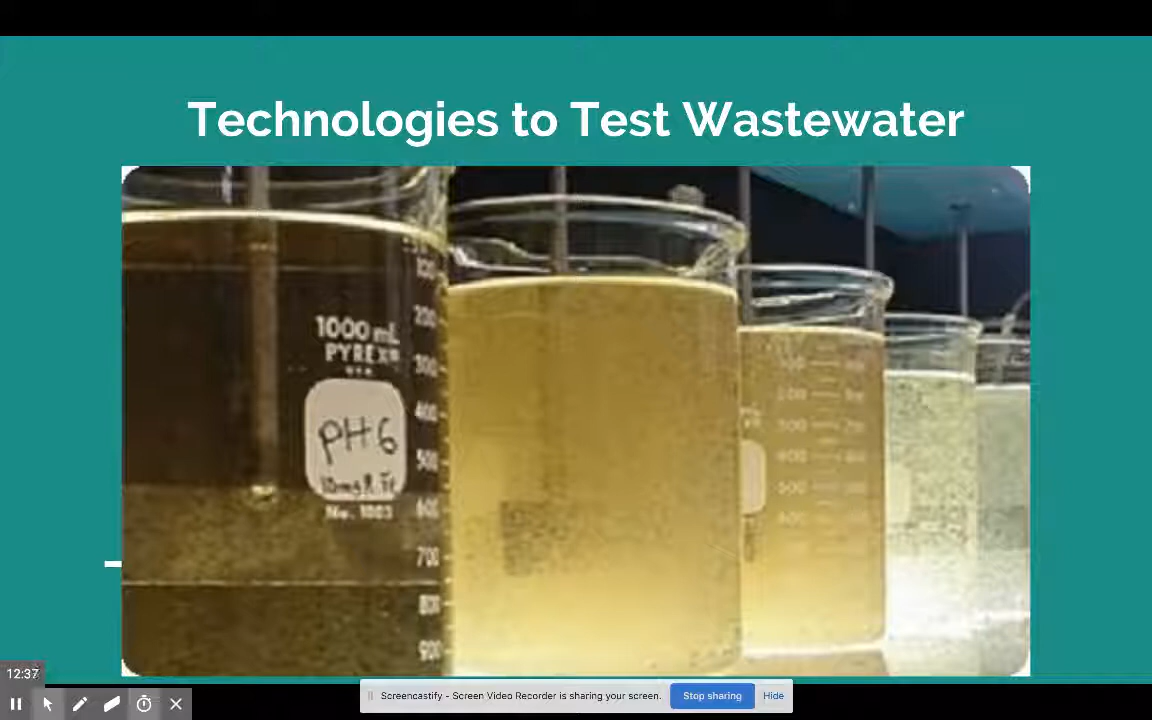 Technologies to Test Wastewater
1000 mL
PYREX®
PH 6
No. 1003
100
200
300
400
500
600
700
800
900
12:37
Screencastify - Screen Video Recorder is sharing your screen.
Stop sharing
Hide